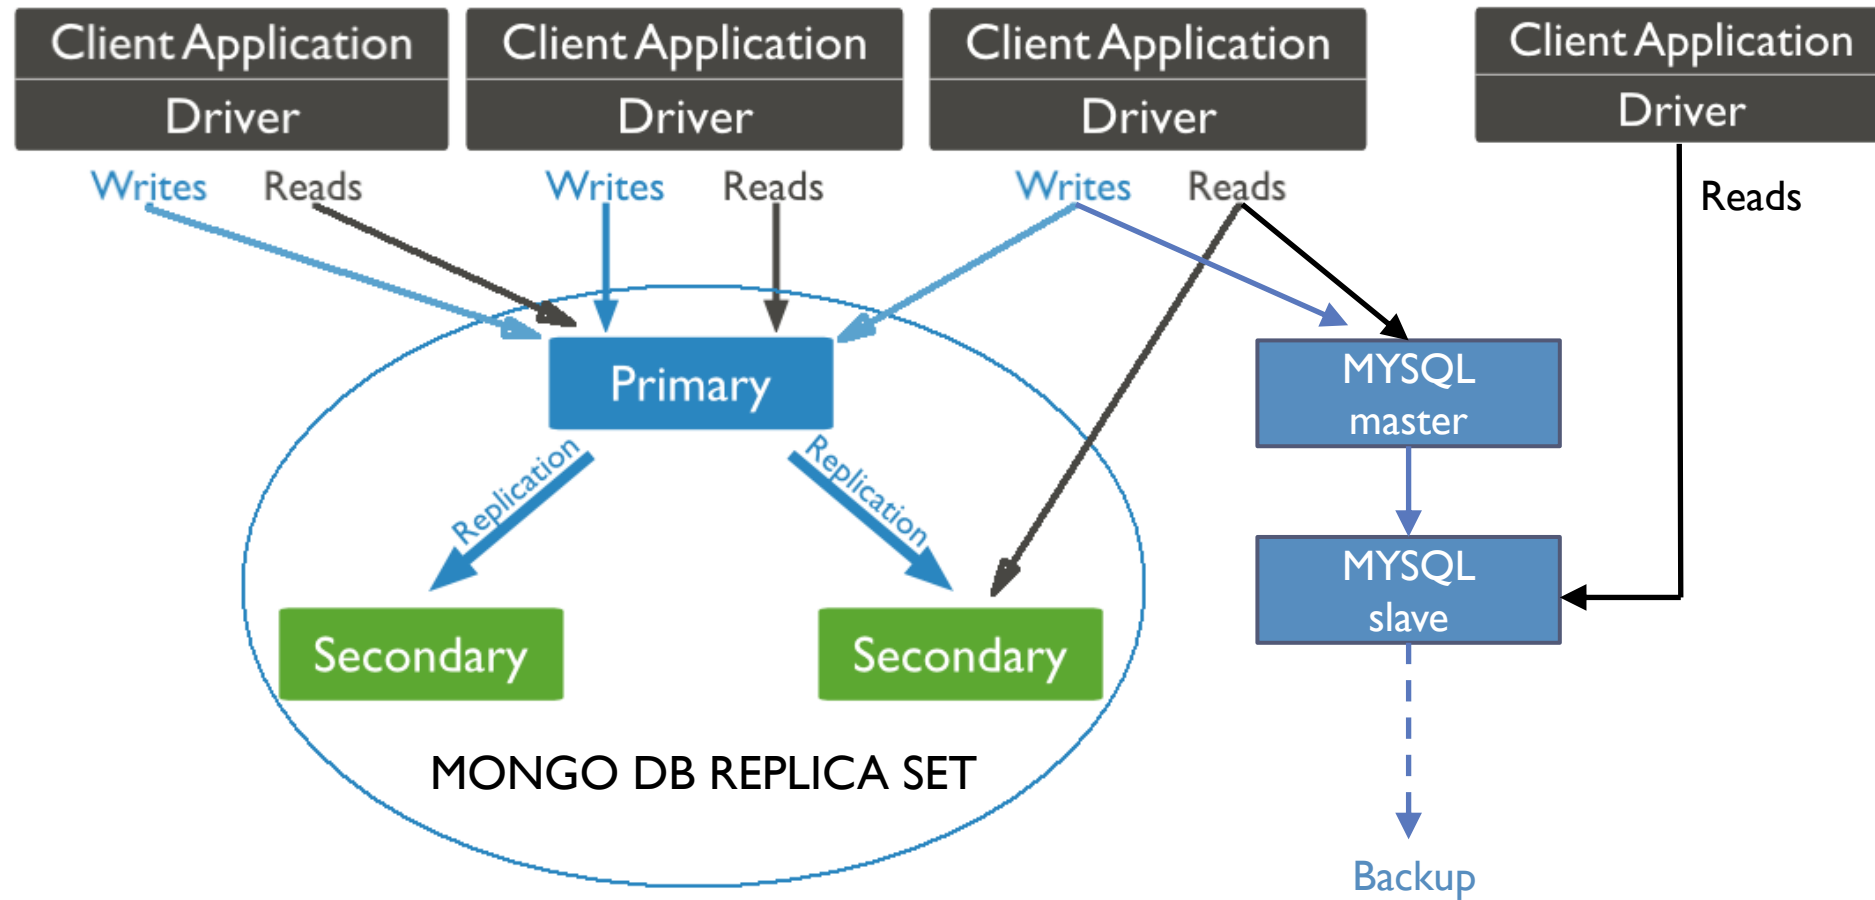 Client Application
Driver
Client Application
Driver
Client Application
Driver
Client Application
Driver
Writes
Reads
Writes
Reads
Writes
Reads
Reads
Primary
MYSQL
master
Replication
Replication
MYSQL
slave
Secondary
Secondary
MONGO DB REPLICA SET
Backup